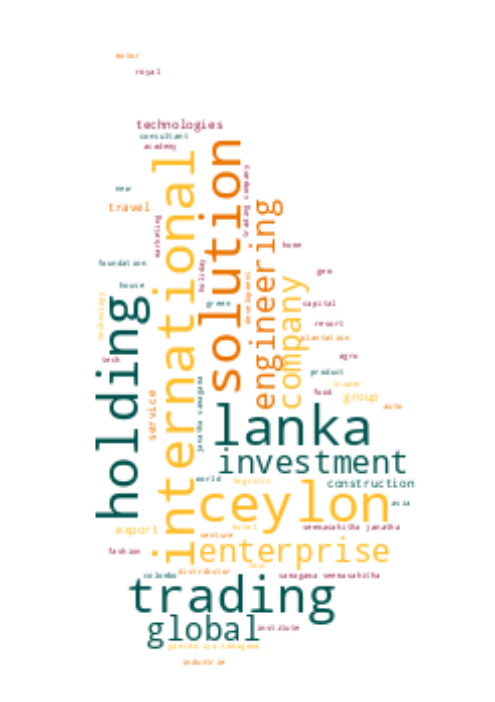 motor
royal
technologies
consultant
academy
new
travel
marketing
international
solution
trading company
engineering
home
foundation
holiday
gem
house
development
company
green
capital
technology
holding
resort
plantation
tech
agro
product
janatha samagama
service
trader
food
group
auto
lanka
investment
world
logistic
construction
ceylon
asia
export
hotel
seemasahitha janatha
venture
enterprise
fashion
colombo
distributor
tour
samagama seemasahitha
trading
global
institute
industrie